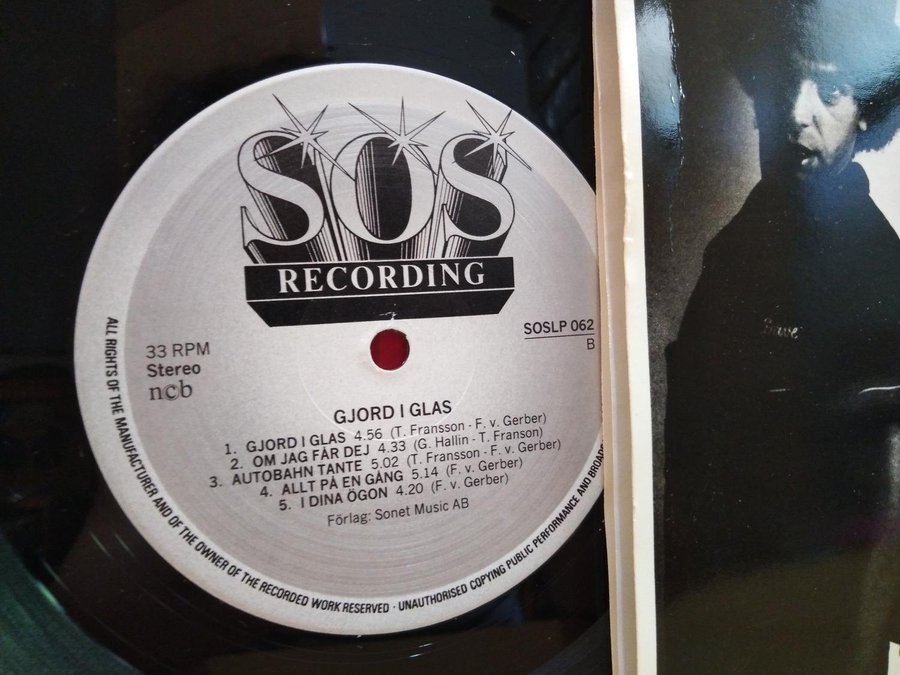 SOS
RECORDING
SOSLP 062
B
33 RPM
Stereo
ncb
GJORD I GLAS
1. GJORD I GLAS 4.56 (T. Fransson - F. v. Gerber)
2. OM JAG FÅR DEJ 4.33 (G. Hallin - T. Franson)
3. AUTOBAHN TANTE 5.02 (T. Fransson - F. v. Gerber)
4. ALLT PÅ EN GÅNG 5.14 (F. v. Gerber)
5. I DINA ÖGON 4.20 (F. v. Gerber)
Förlag: Sonet Music AB
ALL RIGHTS OF THE MANUFACTURER AND OF THE OWNER OF THE RECORDED WORK RESERVED · UNAUTHORISED COPYING PUBLIC PERFORMANCE AND